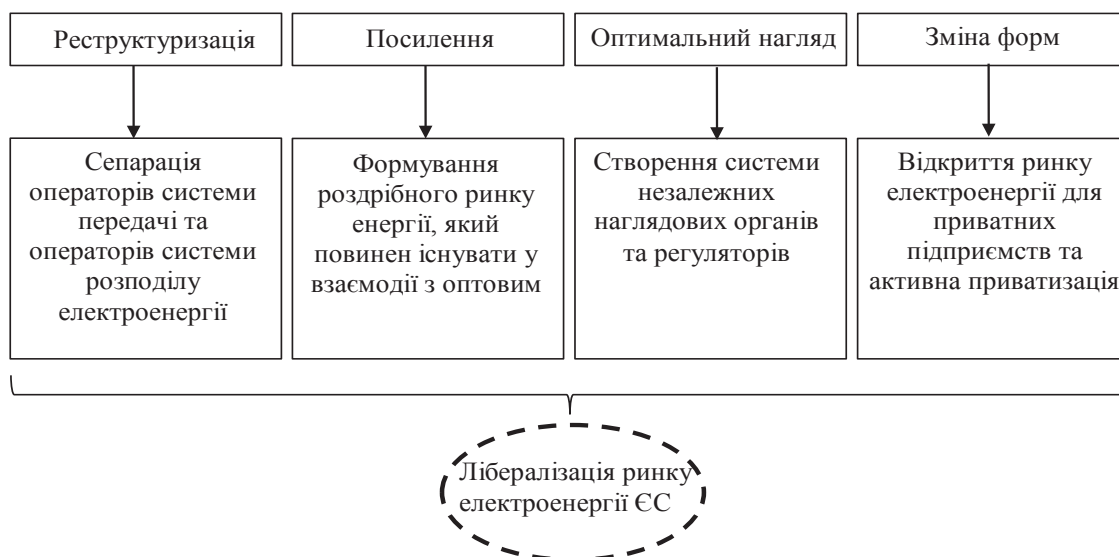 Реструктуризація
Посилення
Оптимальний нагляд
Зміна форм
Сепарація
операторів системи
передачі та
операторів системи
розподілу
електроенергії
Формування
роздрібного ринку
енергії, який
повинен існувати у
взаємодії з оптовим
Створення системи
незалежних
наглядових органів
та регуляторів
Відкриття ринку
електроенергії для
приватних
підприємств та
активна приватизація
Лібералізація ринку
електроенергії ЄС